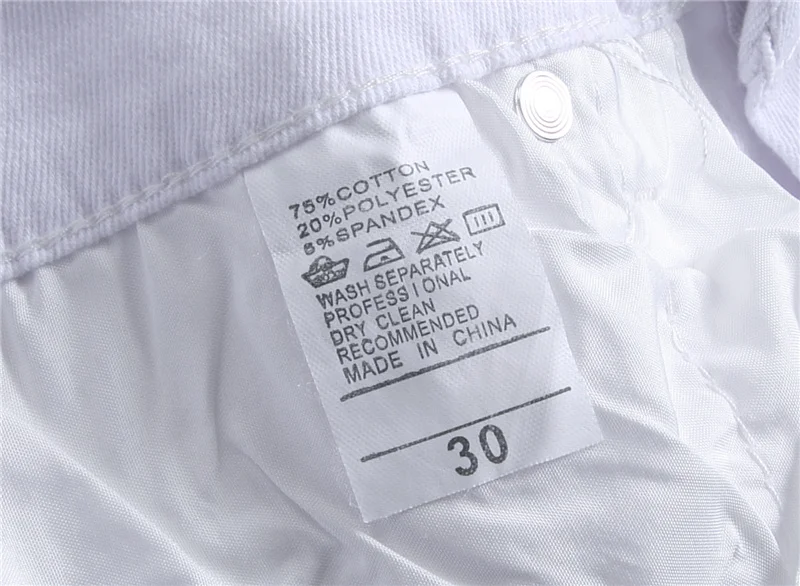 75%COTTON
20%POLYESTER
5%SPANDEX
WASH SEPARATELY
PROFESSIONAL
DRY CLEAN
RECOMMENDED
MADE IN CHINA
30